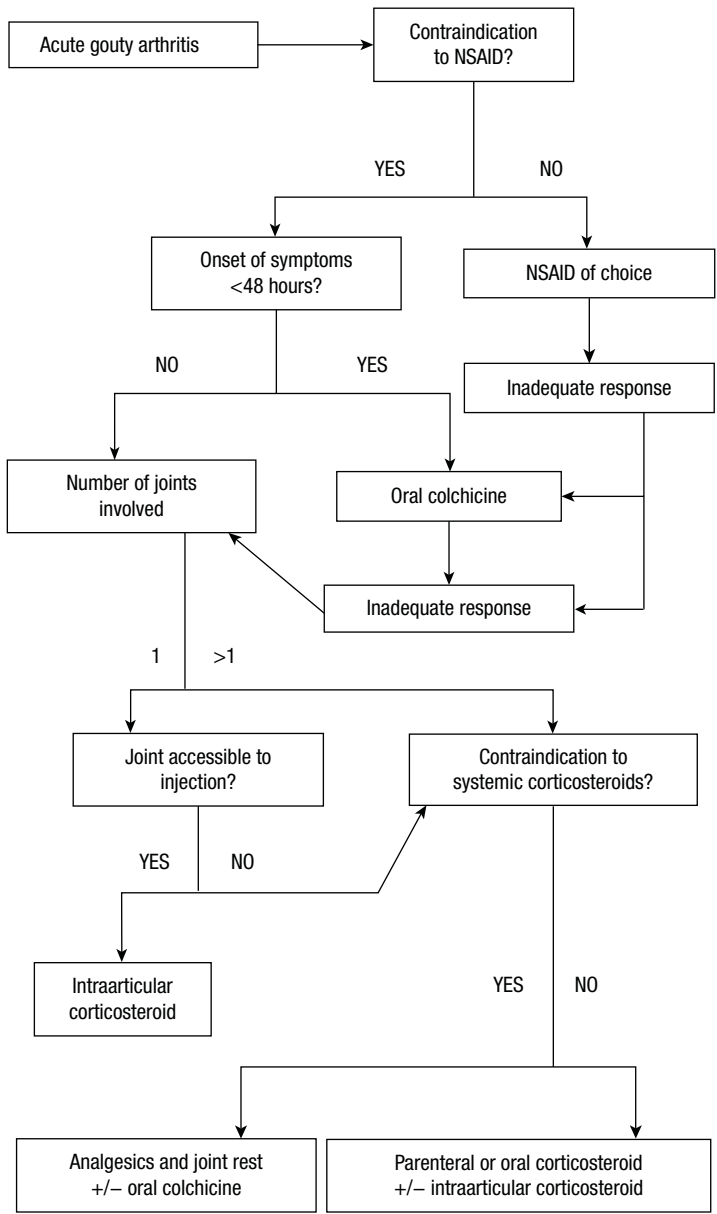 Acute gouty arthritis
Contraindication
to NSAID?
YES
NO
Onset of symptoms
<48 hours?
NSAID of choice
NO
YES
Inadequate response
Number of joints
involved
Oral colchicine
Inadequate response
1
>1
Joint accessible to
injection?
Contraindication to
systemic corticosteroids?
YES
NO
Intraarticular
corticosteroid
YES
NO
Analgesics and joint rest
+/− oral colchicine
Parenteral or oral corticosteroid
+/− intraarticular corticosteroid